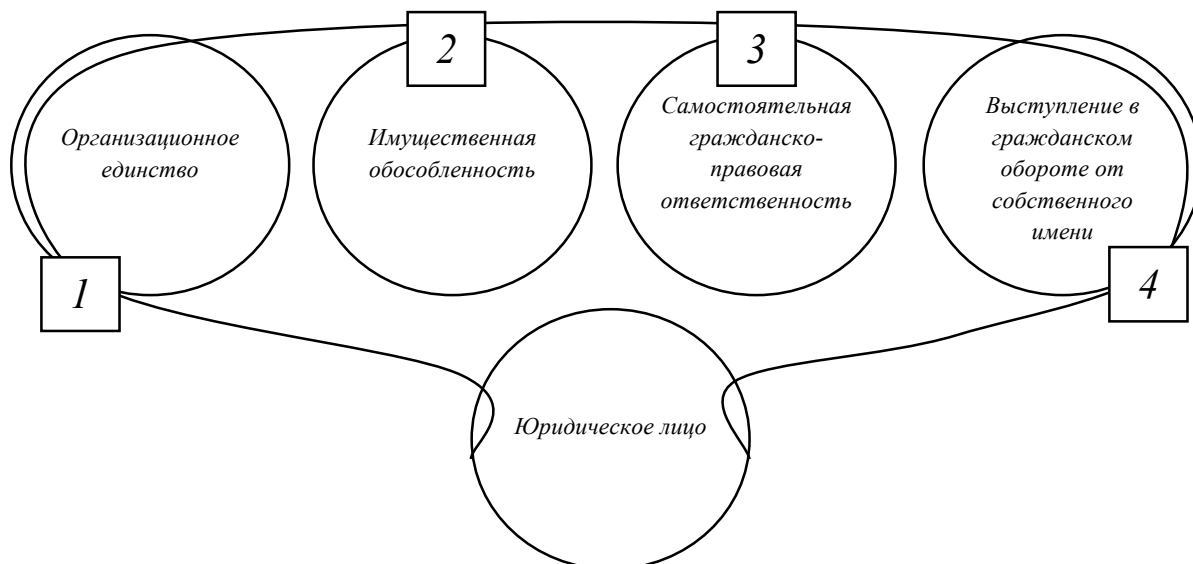 2
3
Организационное
единство
Имущественная
обособленность
Самостоятельная
гражданско-
правовая
ответственность
Выступление в
гражданском
обороте от
собственного
имени
1
4
Юридическое лицо